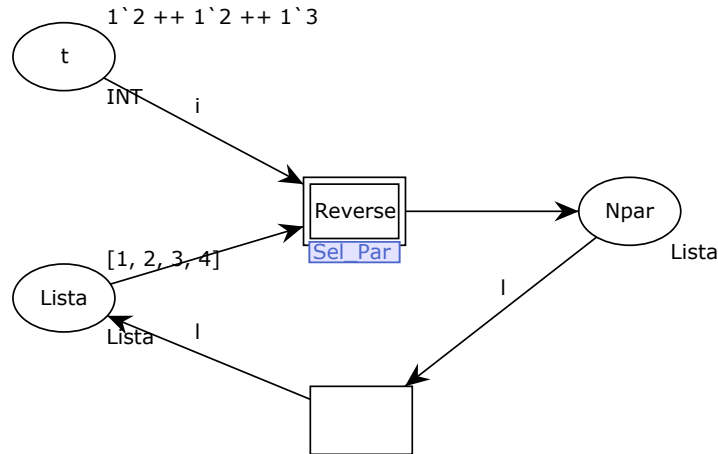 1`2 ++ 1`2 ++ 1`3
t
INT
i
Reverse
Sel_Par
Npar
Lista
[1, 2, 3, 4]
Lista
Lista
l
l